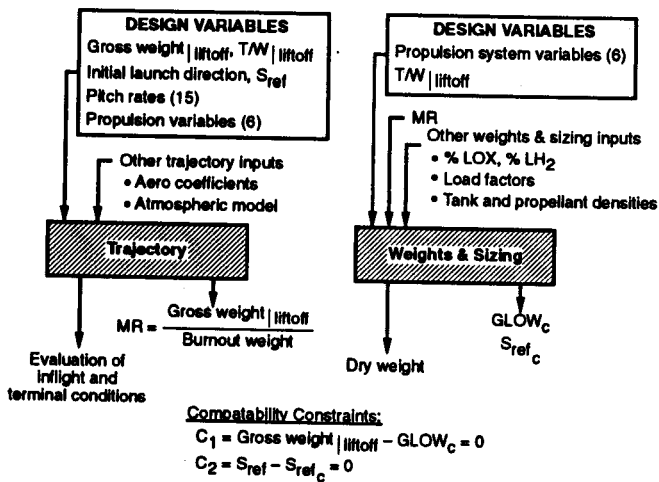 DESIGN VARIABLES
Gross weight|liftoff, T/W|liftoff
Initial launch direction, Sref
Pitch rates (15)
Propulsion variables (6)
Other trajectory inputs
• Aero coefficients
• Atmospheric model
Trajectory
MR = Gross weight|liftoff
Burnout weight
Evaluation of
inflight and
terminal conditions
DESIGN VARIABLES
Propulsion system variables (6)
T/W|liftoff
MR
Other weights & sizing inputs
• % LOX, % LH2
• Load factors
• Tank and propellant densities
Weights & Sizing
Dry weight
GLOWc
Srefc
Compatability Constraints:
C1 = Gross weight|liftoff – GLOWc = 0
C2 = Sref – Srefc = 0